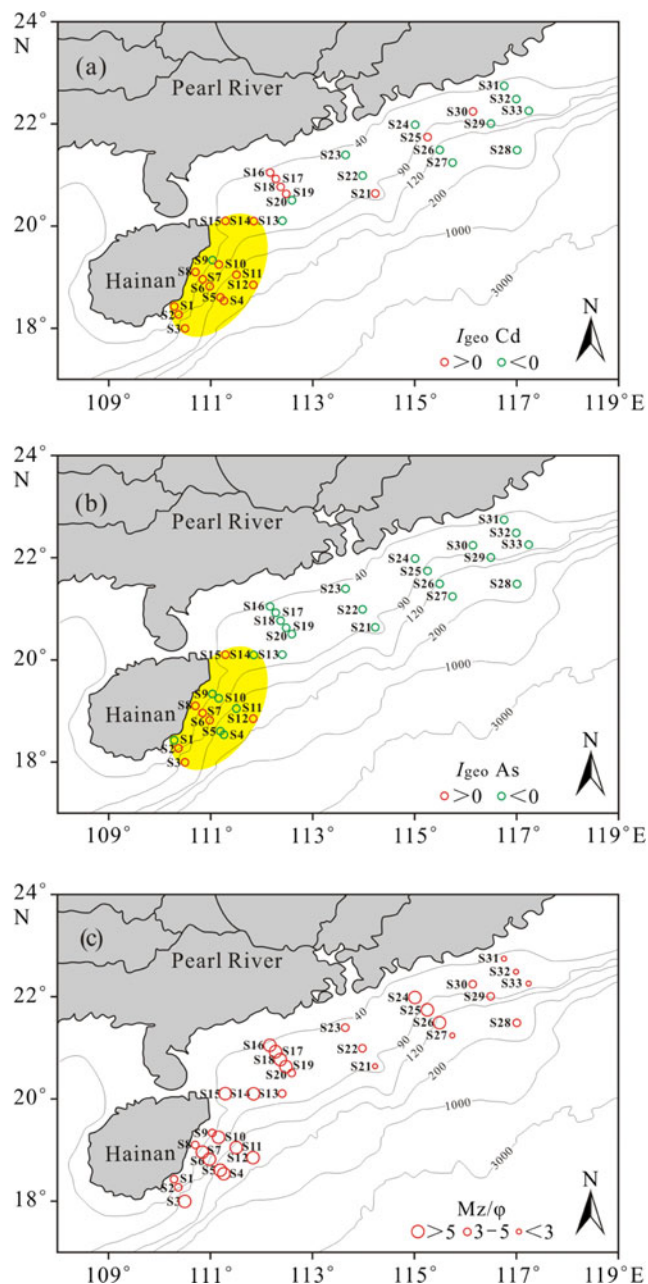 24°
N
22°
20°
18°
(a)
Pearl River
Hainan
S31
S32
S30
S33
S24
S29
S25
S26
S28
S23
S27
S16
S17
S22
S18
S19
S21
S20
S15 S14 S13
S9
S10
S8
S7
S11
S6
S12
S5
S4
S1
S2
S3
40
90
120
200
1000
3000
N
Igeo Cd
>0 <0
109° 111° 113° 115° 117° 119° E
24°
N
22°
20°
18°
(b)
Pearl River
Hainan
S31
S32
S30
S33
S24
S29
S25
S26
S28
S23
S27
S16
S17
S22
S18
S19
S21
S20
S15 S14 S13
S9
S10
S8
S7
S11
S6
S12
S5
S4
S1
S2
S3
40
90
120
200
1000
3000
N
Igeo As
>0 <0
109° 111° 113° 115° 117° 119° E
24°
N
22°
20°
18°
(c)
Pearl River
Hainan
S31
S32
S30
S33
S24
S29
S25
S26
S28
S23
S27
S16
S17
S22
S18
S19
S21
S20
S15 S14 S13
S9
S10
S8
S7
S11
S6
S12
S5
S4
S1
S2
S3
40
90
120
200
1000
3000
N
Mz/φ
>5 3-5 <3
109° 111° 113° 115° 117° 119° E